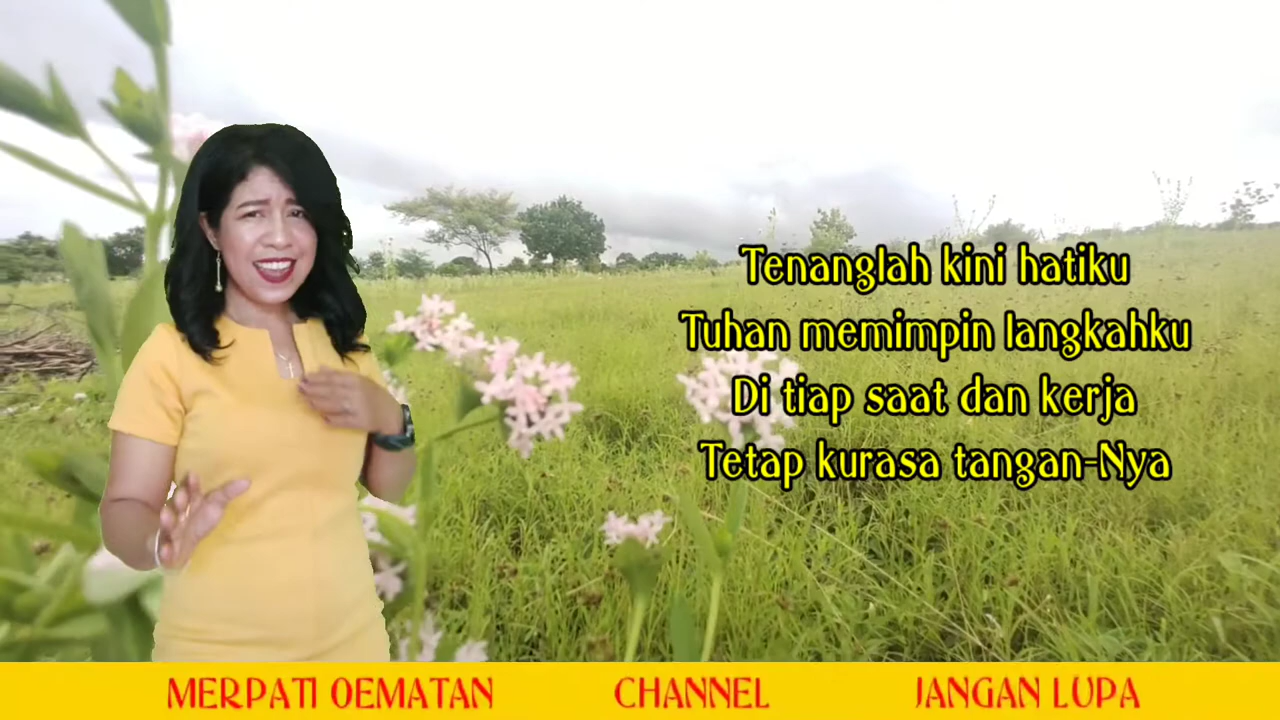 Tenanglah kini hatiku
Tuhan memimpin langkahku
Di tiap saat dan kerja
Tetap kurasa tangan-Nya
MERPATI OEMATAN CHANNEL JANGAN LUPA